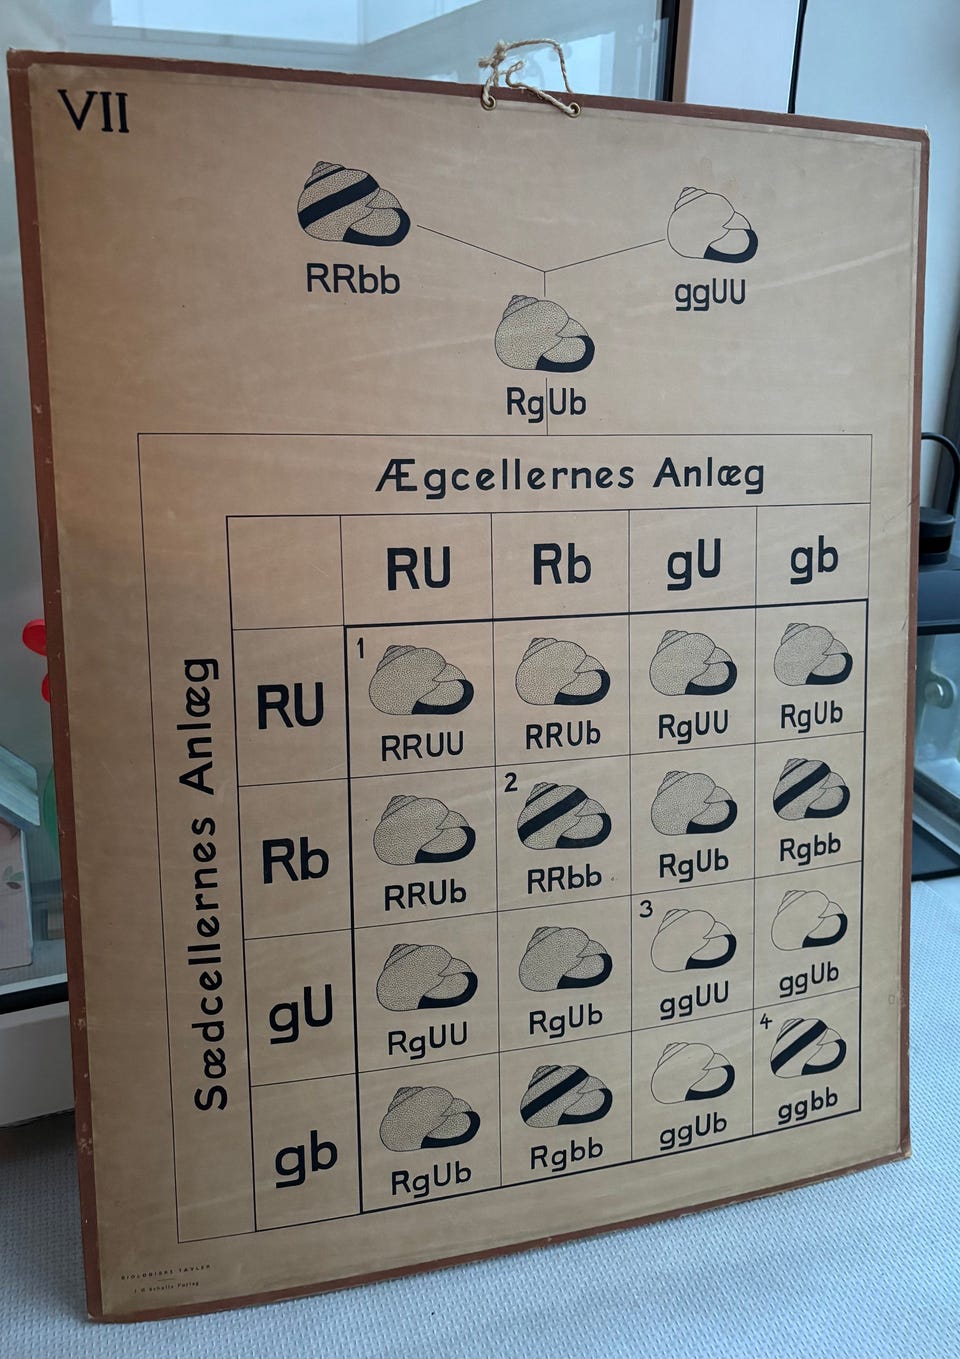 VII
RRbb
ggUU
RgUb
Ægcellernes Anlæg
Sædcellernes Anlæg
RU Rb gU gb
RU
1
RRUU RRUb RgUU RgUb
Rb
2
RRUb RRbb RgUb Rgbb
gU
3
RgUU RgUb ggUU ggUb
gb
4
RgUb Rgbb ggUb ggbb
BIOLOGISKE TAVLER
Forlag